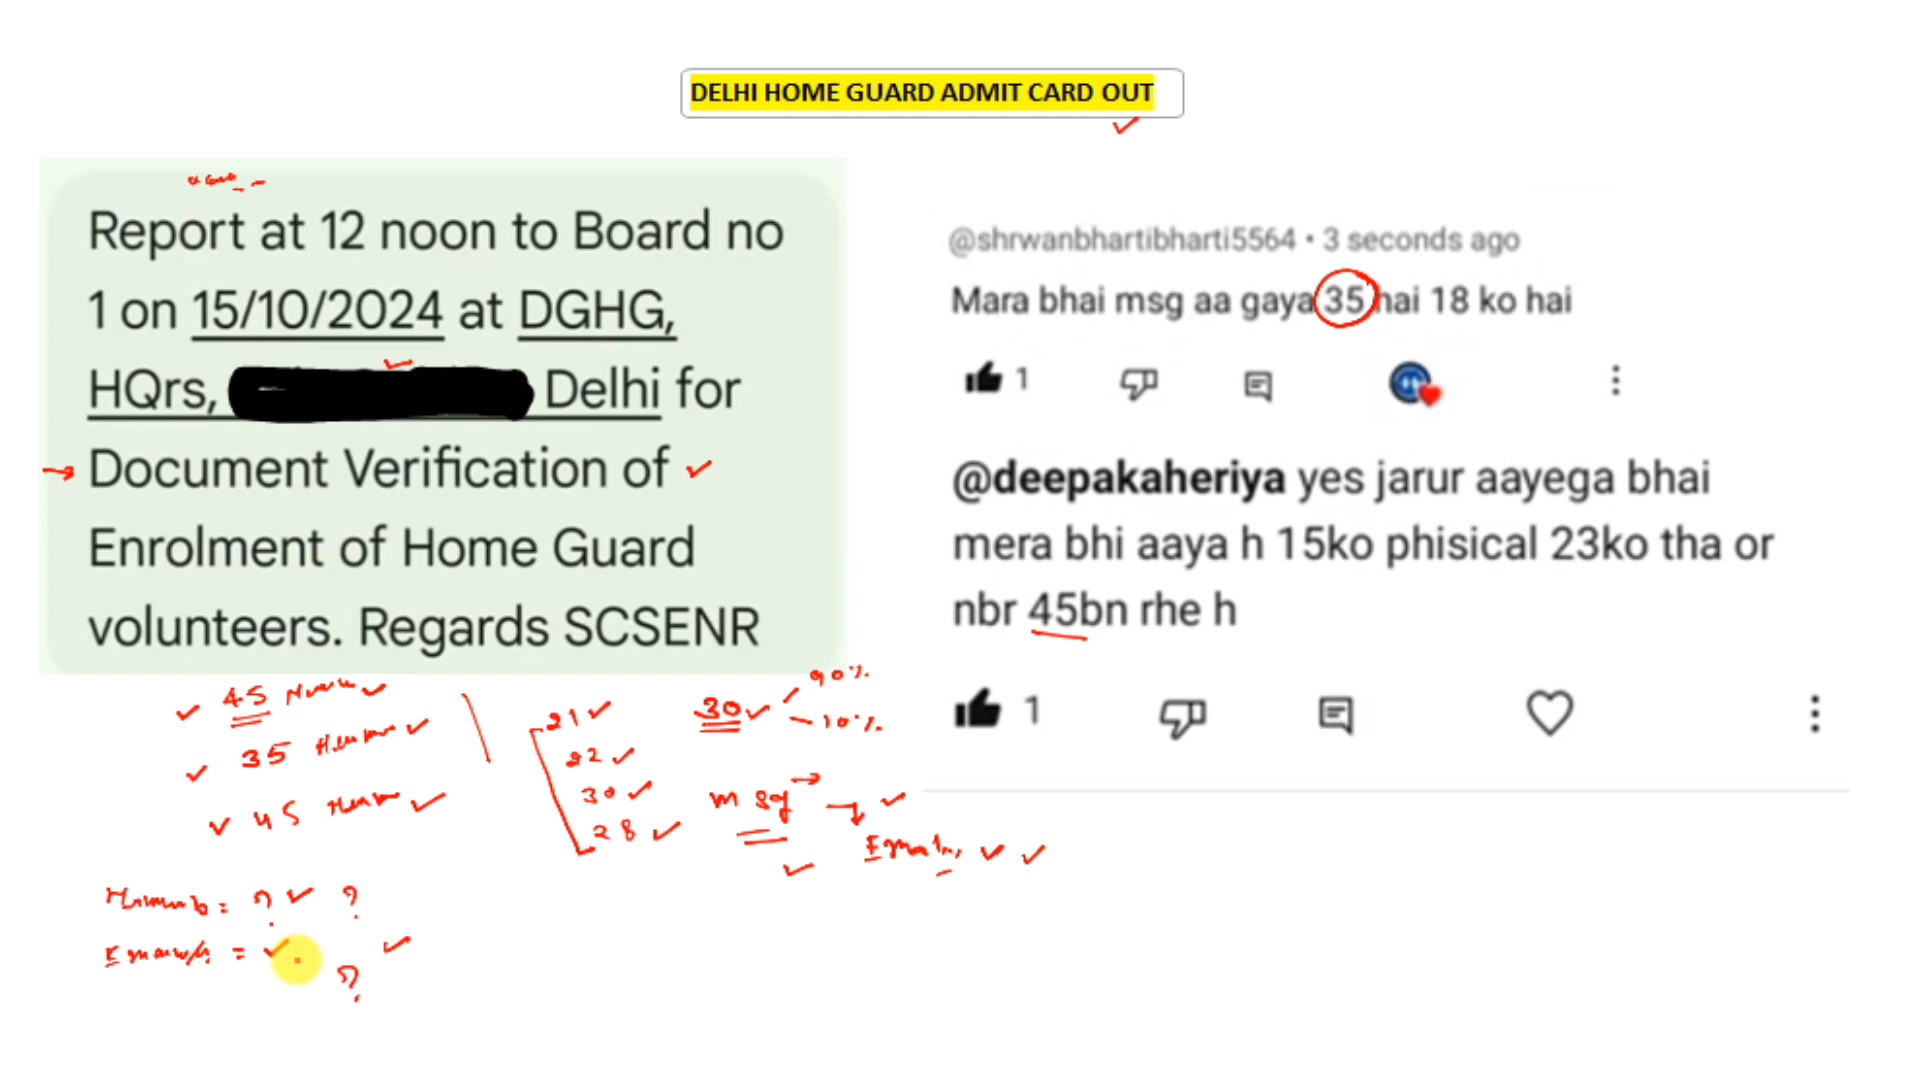 DELHI HOME GUARD ADMIT CARD OUT
Report at 12 noon to Board no
1 on 15/10/2024 at DGHG,
HQrs, Delhi for
Document Verification of
Enrolment of Home Guard
volunteers. Regards SCSENR
@shrwanbhartibharti5564 • 3 seconds ago
Mara bhai msg aa gaya 35 hai 18 ko hai
1
@deepakaheriya yes jarur aayega bhai
mera bhi aaya h 15ko phisical 23ko tha or
nbr 45bn rhe h
1
45
35
45
21
22
30
28
30
90%
10%
msg